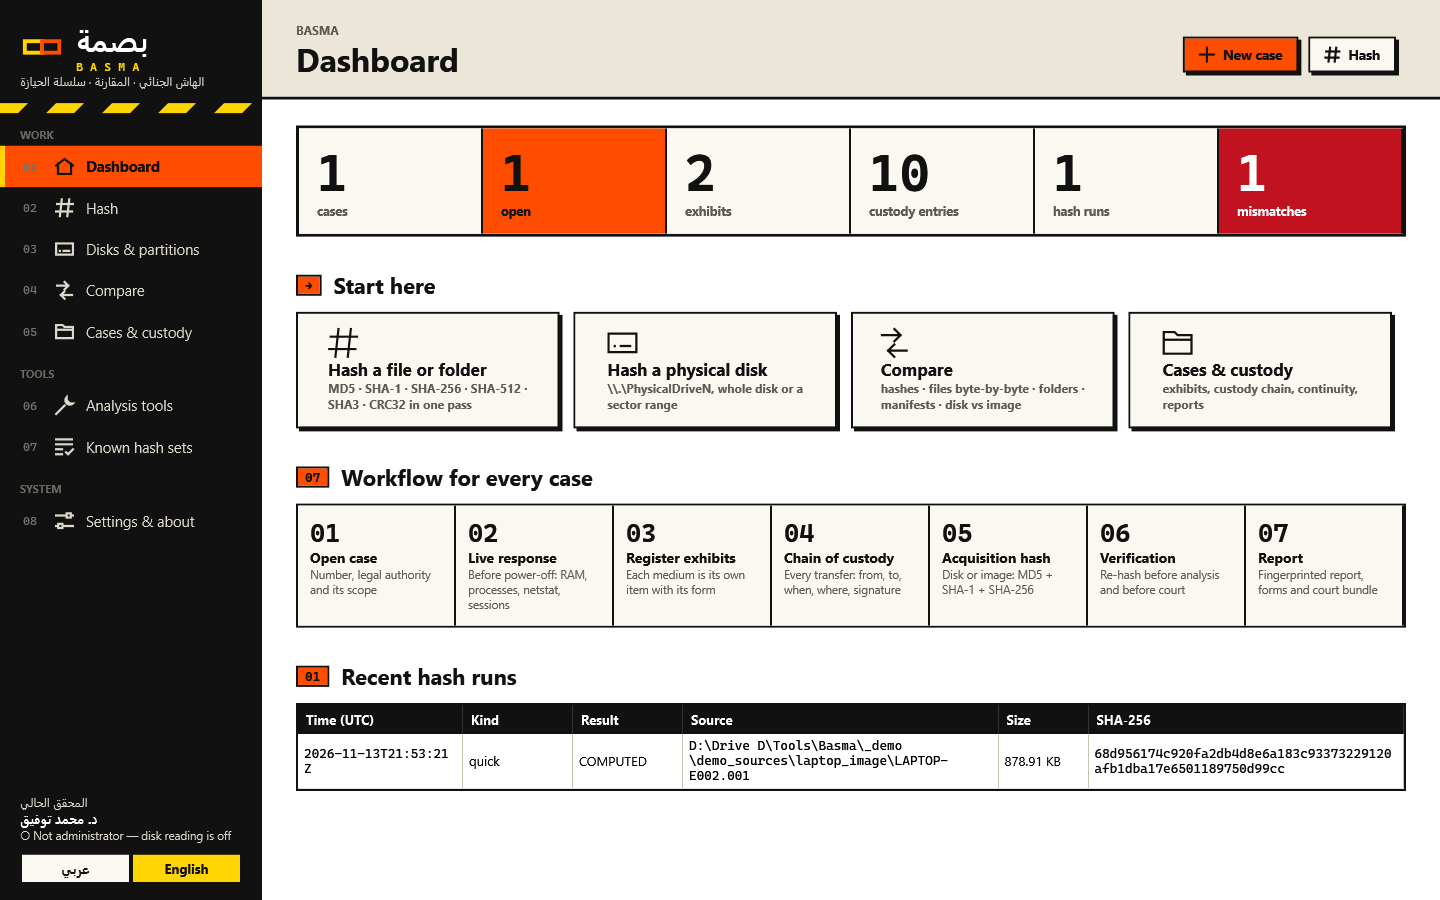 بصمة
BASMA
الهاش الجنائي · المقارنة · سلسلة الحيازة
WORK
01 Dashboard
02 Hash
03 Disks & partitions
04 Compare
05 Cases & custody
TOOLS
06 Analysis tools
07 Known hash sets
SYSTEM
08 Settings & about
المحقق الحالي
د. محمد توفيق
Not administrator — disk reading is off
عربي
English
BASMA
Dashboard
New case
Hash
1
cases
1
open
2
exhibits
10
custody entries
1
hash runs
1
mismatches
→ Start here
Hash a file or folder
MD5 · SHA-1 · SHA-256 · SHA-512 ·
SHA3 · CRC32 in one pass
Hash a physical disk
\\.\PhysicalDriveN, whole disk or a
sector range
Compare
hashes · files byte-by-byte · folders ·
manifests · disk vs image
Cases & custody
exhibits, custody chain, continuity,
reports
07 Workflow for every case
01
Open case
Number, legal authority
and its scope
02
Live response
Before power-off: RAM,
processes, netstat,
sessions
03
Register exhibits
Each medium is its own
item with its form
04
Chain of custody
Every transfer: from, to,
when, where, signature
05
Acquisition hash
Disk or image: MD5 +
SHA-1 + SHA-256
06
Verification
Re-hash before analysis
and before court
07
Report
Fingerprinted report,
forms and court bundle
01 Recent hash runs
Time (UTC) Kind Result Source Size SHA-256
2026-11-13T21:53:21
Z
quick
COMPUTED
D:\Drive D\Tools\Basma\_demo
\demo_sources\laptop_image\LAPTOP-
E002.001
878.91 KB
68d956174c920fa2db4d8e6a183c93373229120
afb1dba17e6501189750d99cc